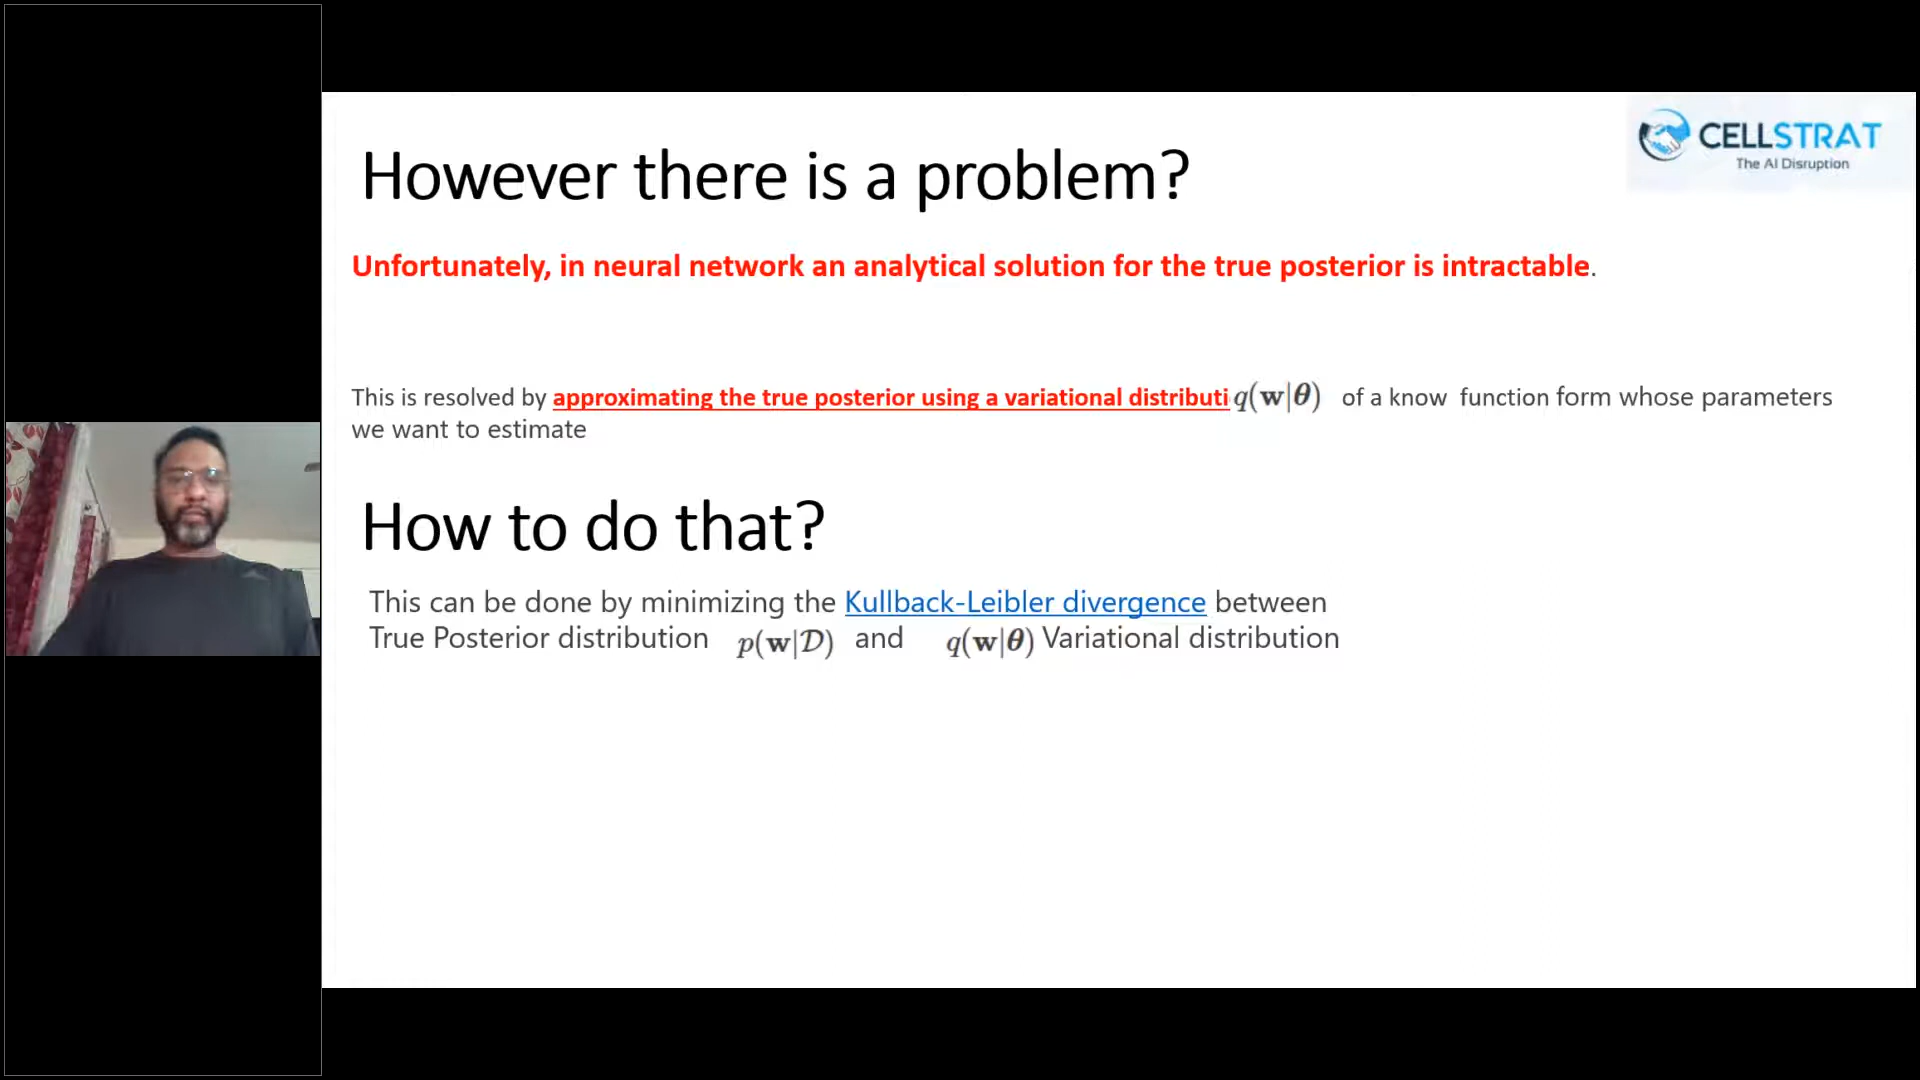 CELLSTRAT
The AI Disruption
However there is a problem?
Unfortunately, in neural network an analytical solution for the true posterior is intractable.
This is resolved by approximating the true posterior using a variational distributi q(w|θ) of a know function form whose parameters
we want to estimate
How to do that?
This can be done by minimizing the Kullback-Leibler divergence between
True Posterior distribution p(w|𝒟) and q(w|θ) Variational distribution